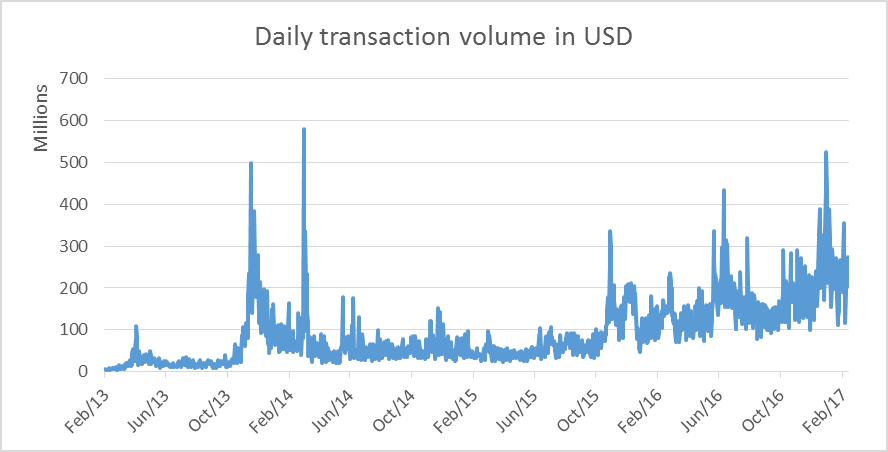 Daily transaction volume in USD
Millions
700
600
500
400
300
200
100
0
Feb/13
Jun/13
Oct/13
Feb/14
Jun/14
Oct/14
Feb/15
Jun/15
Oct/15
Feb/16
Jun/16
Oct/16
Feb/17